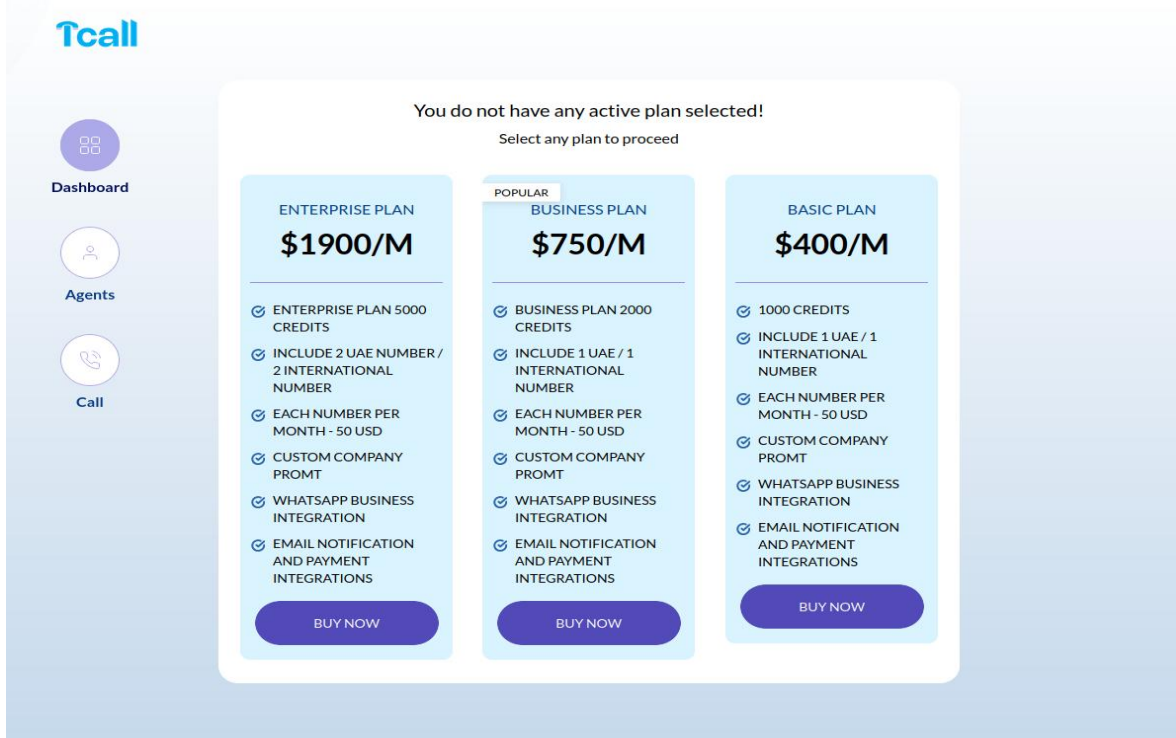 Tcall
Dashboard
Agents
Call
You do not have any active plan selected!
Select any plan to proceed
ENTERPRISE PLAN
$1900/M
ENTERPRISE PLAN 5000
CREDITS
INCLUDE 2 UAE NUMBER /
2 INTERNATIONAL
NUMBER
EACH NUMBER PER
MONTH - 50 USD
CUSTOM COMPANY
PROMT
WHATSAPP BUSINESS
INTEGRATION
EMAIL NOTIFICATION
AND PAYMENT
INTEGRATIONS
BUY NOW
POPULAR
BUSINESS PLAN
$750/M
BUSINESS PLAN 2000
CREDITS
INCLUDE 1 UAE / 1
INTERNATIONAL
NUMBER
EACH NUMBER PER
MONTH - 50 USD
CUSTOM COMPANY
PROMT
WHATSAPP BUSINESS
INTEGRATION
EMAIL NOTIFICATION
AND PAYMENT
INTEGRATIONS
BUY NOW
BASIC PLAN
$400/M
1000 CREDITS
INCLUDE 1 UAE / 1
INTERNATIONAL
NUMBER
EACH NUMBER PER
MONTH - 50 USD
CUSTOM COMPANY
PROMT
WHATSAPP BUSINESS
INTEGRATION
EMAIL NOTIFICATION
AND PAYMENT
INTEGRATIONS
BUY NOW